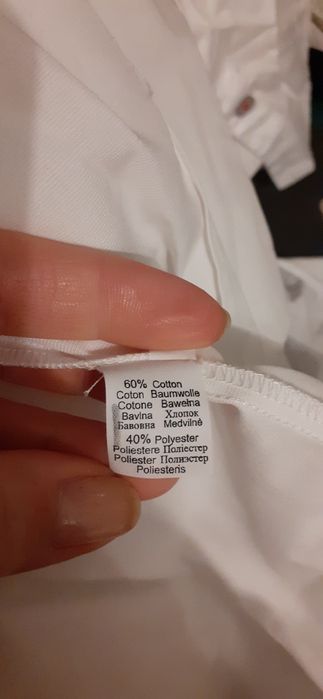 60% Cotton
Coton Baumwolle
Cotone Bawełna
Bavlna Хлопок
Бавовна Medvilnė
40% Polyester
Poliestere Поліестер
Poliester Полиэстер
Poliesteris